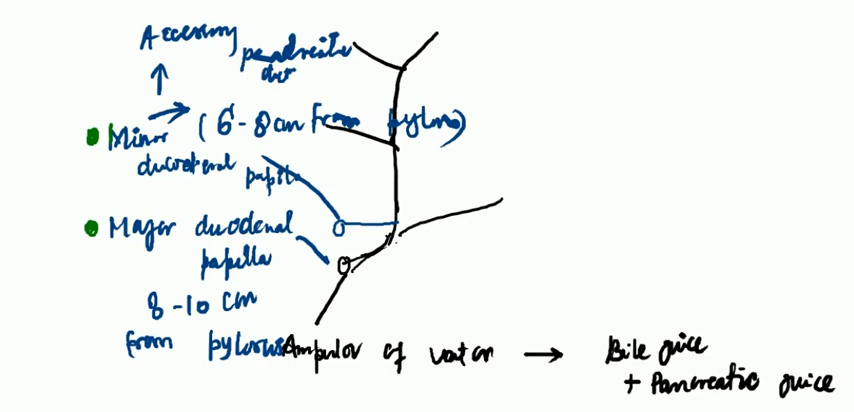 Accessory pancreatic
duct
Minor (6-8 cm from pylorus)
duodenal papilla
Major duodenal
papilla
8-10 cm
from pylorus
Ampulla of vater → Bile juice
+ Pancreatic juice